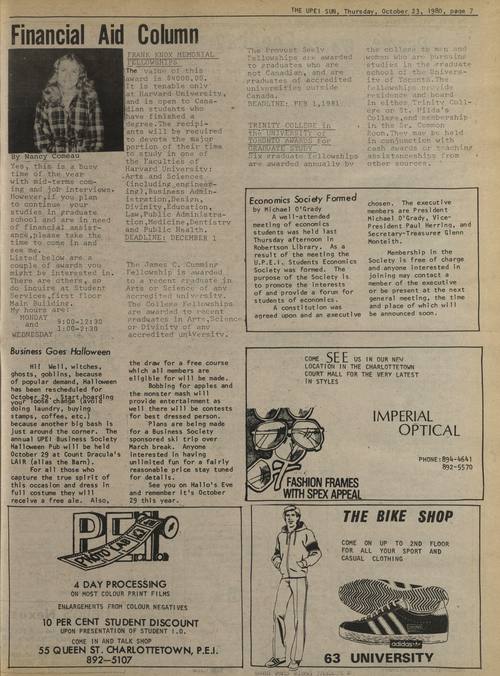 THE UPEI SUN, Thursday, October 23, 1980, page 7
Financial Aid Column
By Nancy Comeau
Yes, this is a busy
time of the year
with mid-terms com-
ing and job interviews.
However,if you plan
to continue your
studies in graduate
school and are in need
of financial assist-
ance,please take the
time to come in and
see me.
Listed below are a
couple of awards you
might be interested in.
There are others, so
do inquire at Student
Services,first floor
Main Building.
My hours are:
MONDAY 9:00-12:30
and 1:00-2:30
WEDNESDAY
FRANK KNOX MEMORIAL
FELLOWSHIPS
The value of this
award is $4000.00.
It is tenable only
at Harvard University,
and is open to Cana-
dian students who
have finished a
degree.The recipi-
ents will be required
to devote the major
portion of their time
to study in one of
the Faculties of
Harvard University:
Arts and Sciences
(including engineer-
ing),Business Admin-
istration,Design,
Divinity,Education,
Law,Public Administra-
tion,Medicine,Dentistry
and Public Health.
DEADLINE: DECEMBER 1
The James C. Cumming
Fellowship is awarded
to a recent graduate in
Arts or Science of any
accredited university.
The College Fellowships
are awarded to recent
graduates in Arts,Science
or Divinity of any
accredited university.
The Prevost Seely
Fellowships are awarded
to graduates who are
not Canadian, and are
graduates of accredited
universities outside
Canada.
DEADLINE: FEB 1,1981
TRINITY COLLEGE in
the UNIVERSITY OF
TORONTO AWARDS FOR
GRADUATE STUDY
Six graduate fellowships
are awarded annually by
the college to men and
women who are pursuing
studies in the graduate
school of the Univers-
ity of Toronto.The
fellowships provide
residence and board
in either Trinity Coll-
ege or St. Hilda's
College,and membership
in the Sr. Common
Room.They may be held
in conjunction with
cash awards or teaching
assistanceships from
other sources.
Economics Society Formed
by Michael O'Grady
A well-attended
meeting of economics
students was held last
Thursday afternoon in
Robertson Library. As a
result of the meeting the
U.P.E.I. Students Economics
Society was formed. The
purpose of the Society is
to promote the interests
of and provide a forum for
students of economics.
A constitution was
agreed upon and an executive
chosen. The executive
members are President
Michael O'Grady, Vice-
President Paul Herring, and
Secretary-Treasurer Glenn
Monteith.
Membership in the
Society is free of charge
and anyone interested in
joining may contact a
member of the executive
or be present at the next
general meeting, the time
and place of which will
be announced soon.
Business Goes Halloween
Hi! Well, witches,
ghosts, goblins, because
of popular demand, Halloween
has been rescheduled for
October 29. Start hoarding
your loose change (avoid
doing laundry, buying
stamps, coffee, etc.)
because another big bash is
just around the corner. The
annual UPEI Business Society
Halloween Pub will be held
October 29 at Count Dracula's
LAIR (alias the Barn).
For all those who
capture the true spirit of
this occasion and dress in
full costume they will
receive a free ale. Also,
the draw for a free course
which all members are
eligible for will be made.
Bobbing for apples and
the monster mash will
provide entertainment as
well there will be contests
for best dressed person.
Plans are being made
for a Business Society
sponsored ski trip over
March break. Anyone
interested in having
unlimited fun for a fairly
reasonable price stay tuned
for details.
See you on Hallo's Eve
and remember it's October
29 this year.
COME SEE US IN OUR NEW
LOCATION IN THE CHARLOTTETOWN
COURT MALL FOR THE VERY LATEST
IN STYLES
IMPERIAL
OPTICAL
PHONE:894-4641
892-5570
FASHION FRAMES
WITH SPEX APPEAL
P.E.I.
PHOTO LAB
4 DAY PROCESSING
ON MOST COLOUR PRINT FILMS
ENLARGEMENTS FROM COLOUR NEGATIVES
10 PER CENT STUDENT DISCOUNT
UPON PRESENTATION OF STUDENT I.D.
COME IN AND TALK SHOP
55 QUEEN ST. CHARLOTTETOWN, P.E.I.
892-5107
THE BIKE SHOP
COME ON UP TO 2ND FLOOR
FOR ALL YOUR SPORT AND
CASUAL CLOTHING
adidas
63 UNIVERSITY